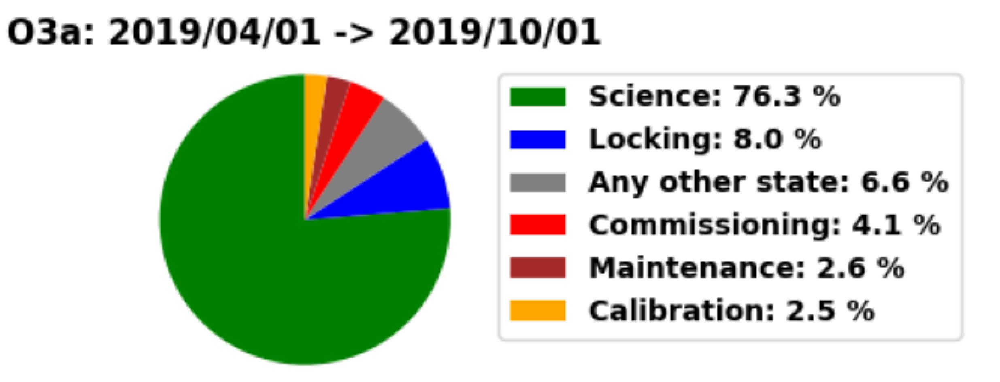 O3a: 2019/04/01 -> 2019/10/01
Science: 76.3 %
Locking: 8.0 %
Any other state: 6.6 %
Commissioning: 4.1 %
Maintenance: 2.6 %
Calibration: 2.5 %